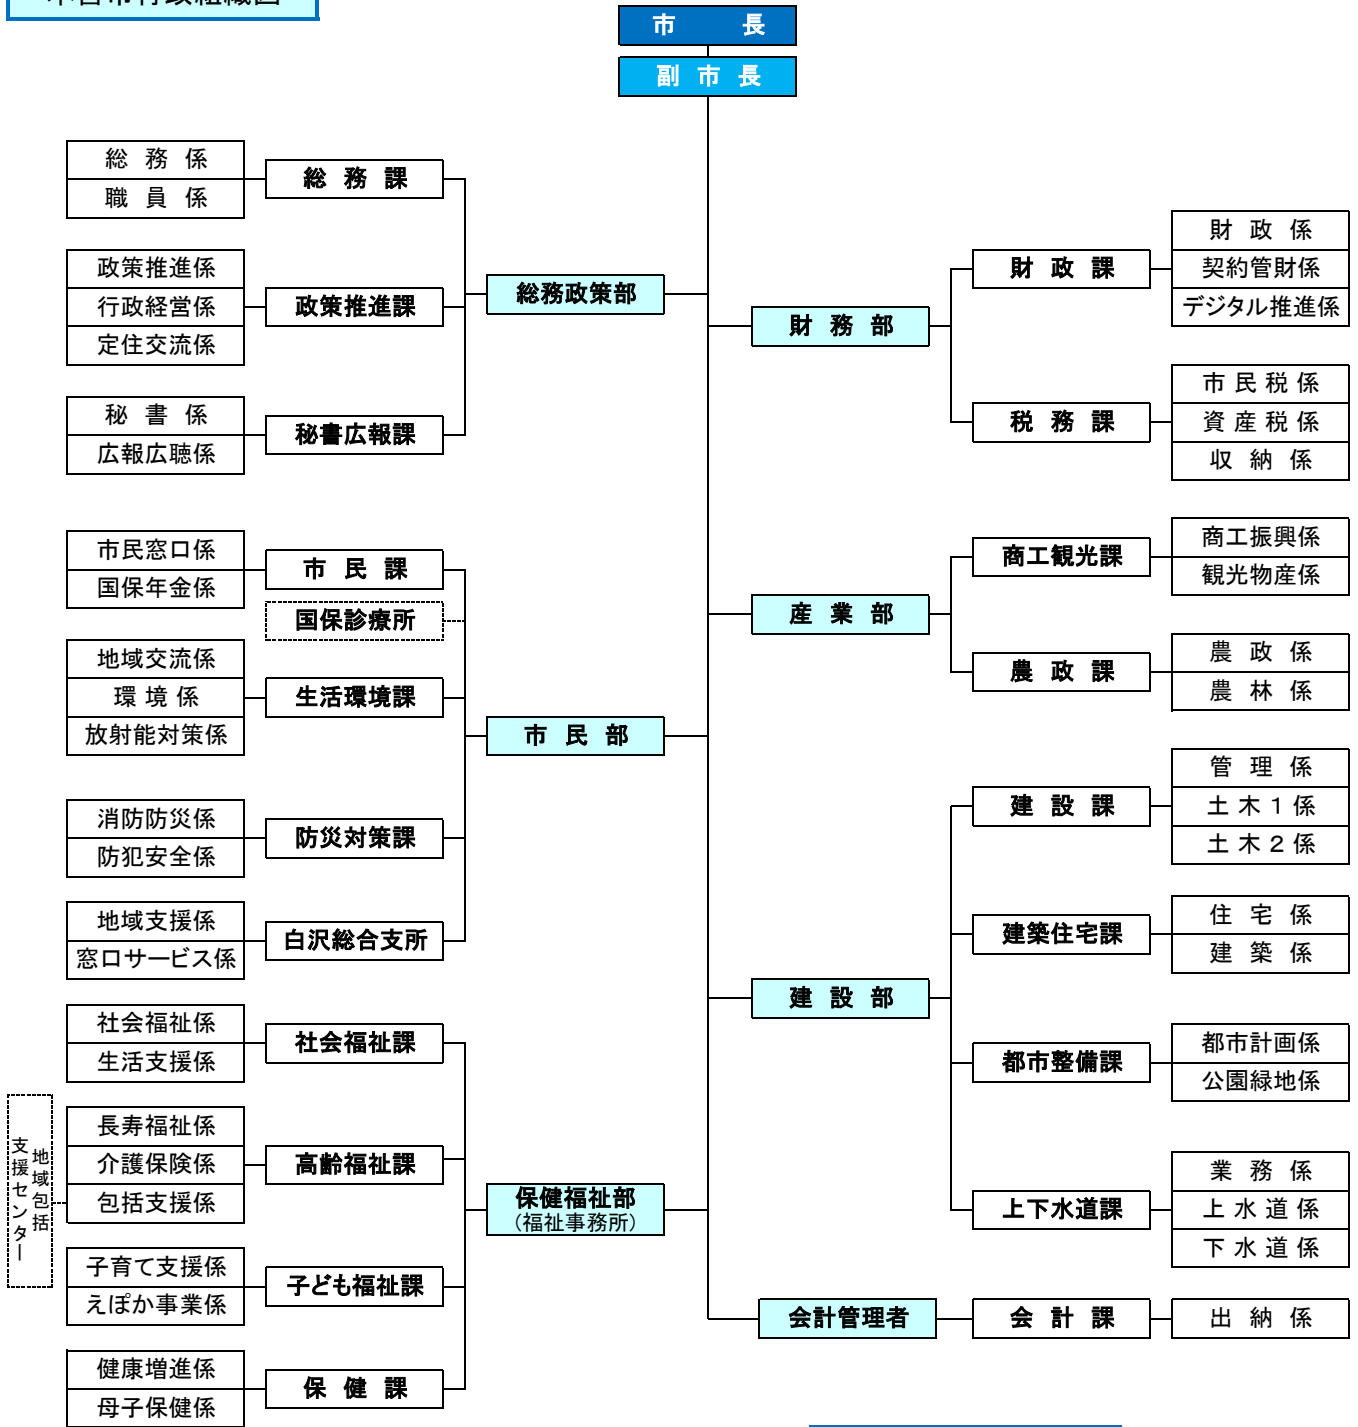 市長
副市長
総務政策部
総務課
総務係
職員係
政策推進課
政策推進係
行政経営係
定住交流係
秘書広報課
秘書係
広報広聴係
市民部
市民課
市民窓口係
国保年金係
国保診療所
生活環境課
地域交流係
環境係
放射能対策係
防災対策課
消防防災係
防犯安全係
白沢総合支所
地域支援係
窓口サービス係
保健福祉部
（福祉事務所）
社会福祉課
社会福祉係
生活支援係
高齢福祉課
長寿福祉係
介護保険係
包括支援係
地域包括
支援センター
子ども福祉課
子育て支援係
えぽか事業係
保健課
健康増進係
母子保健係
財務部
財政課
財政係
契約管財係
デジタル推進係
税務課
市民税係
資産税係
収納係
産業部
商工観光課
商工振興係
観光物産係
農政課
農政係
農林係
建設部
建設課
管理係
土木1係
土木2係
建築住宅課
住宅係
建築係
都市整備課
都市計画係
公園緑地係
上下水道課
業務係
上水道係
下水道係
会計管理者
会計課
出納係